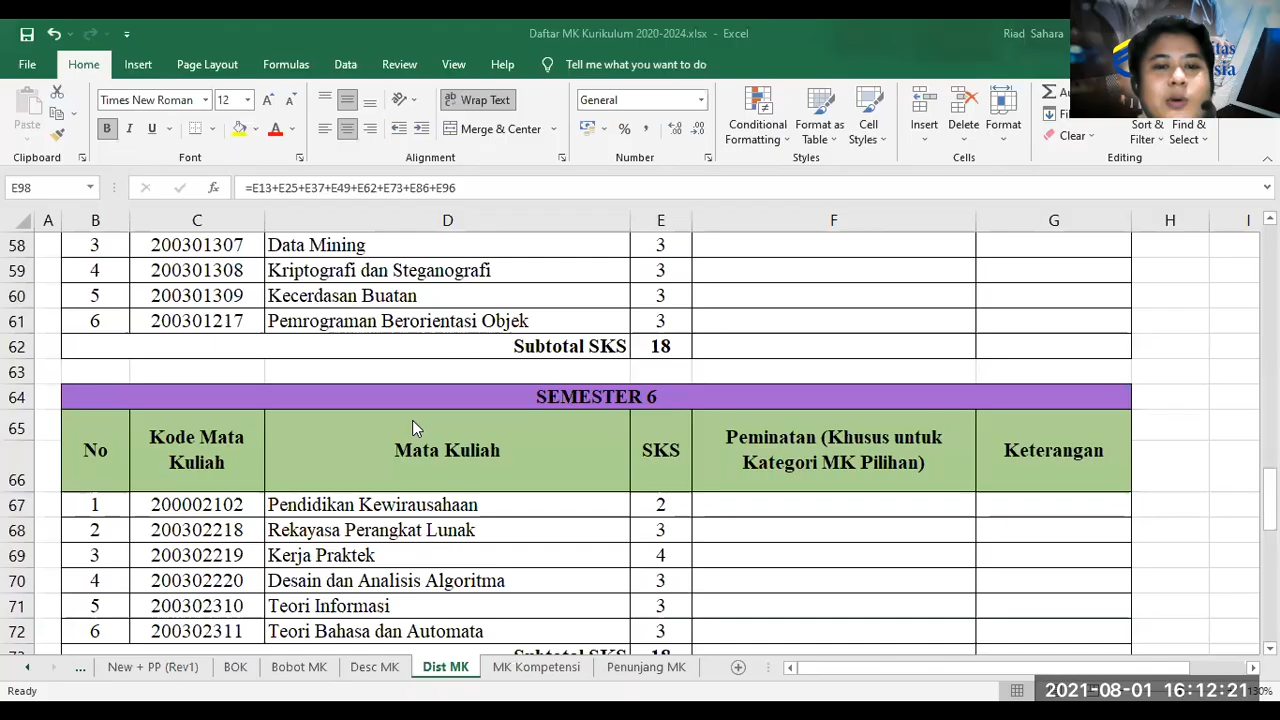 Daftar MK Kurikulum 2020-2024.xlsx - Excel
Riad Sahara
File Home Insert Page Layout Formulas Data Review View Help Tell me what you want to do
Times New Roman 12 Wrap Text General
Paste B I U Merge & Center % Conditional Formatting Format as Table Cell Styles Insert Delete Format Clear Sort & Filter Find & Select
Clipboard Font Alignment Number Styles Cells Editing
E98 fx =E13+E25+E37+E49+E62+E73+E86+E96
A B C D E F G H I
58 3 200301307 Data Mining 3
59 4 200301308 Kriptografi dan Steganografi 3
60 5 200301309 Kecerdasan Buatan 3
61 6 200301217 Pemrograman Berorientasi Objek 3
62 Subtotal SKS 18
63
64 SEMESTER 6
65
66 No Kode Mata Kuliah Mata Kuliah SKS Peminatan (Khusus untuk Kategori MK Pilihan) Keterangan
67 1 200002102 Pendidikan Kewirausahaan 2
68 2 200302218 Rekayasa Perangkat Lunak 3
69 3 200302219 Kerja Praktek 4
70 4 200302220 Desain dan Analisis Algoritma 3
71 5 200302310 Teori Informasi 3
72 6 200302311 Teori Bahasa dan Automata 3
73 Subtotal SKS 18
... New + PP (Rev1) BOK Bobot MK Desc MK Dist MK MK Kompetensi Penunjang MK
Ready
2021-08-01 16:12:21
130%